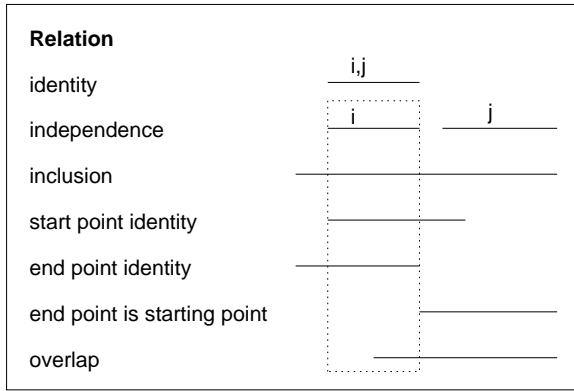 Relation
i,j
identity
i
j
independence
inclusion
start point identity
end point identity
end point is starting point
overlap